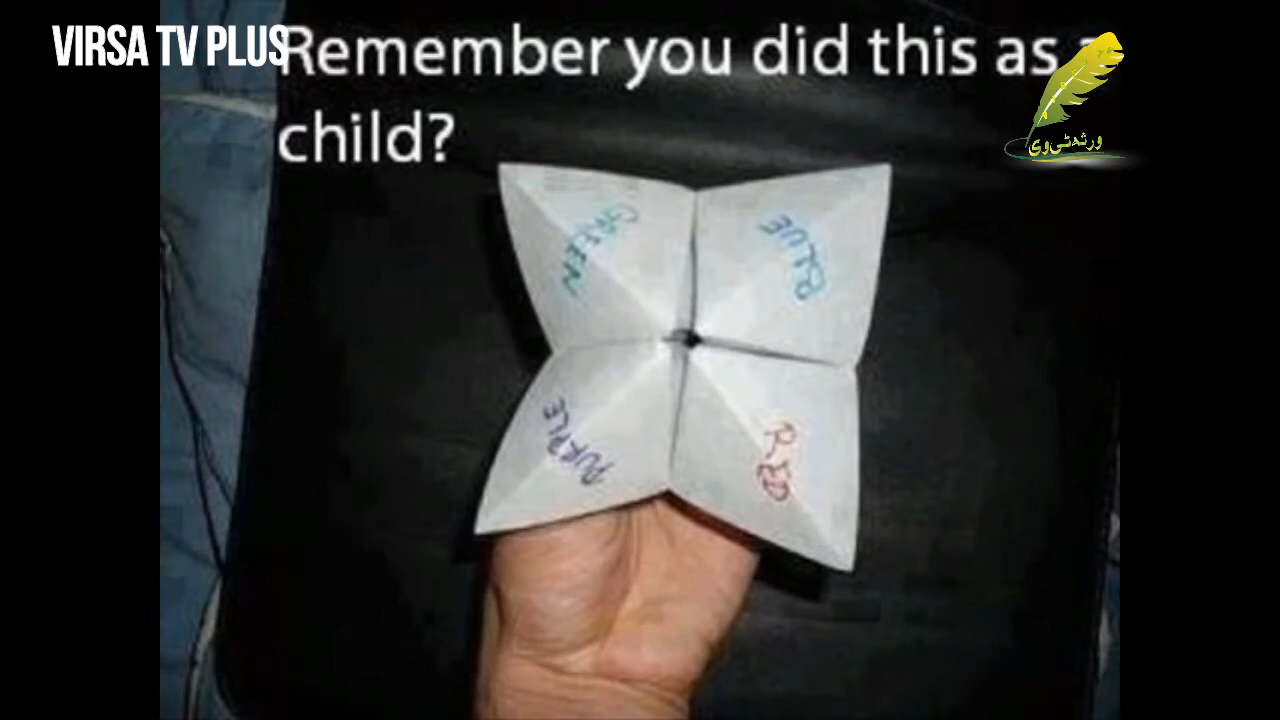 VIRSA TV PLUS
Remember you did this as a
child?
ورثہ ٹی وی
GREEN
BLUE
PURPLE
RED